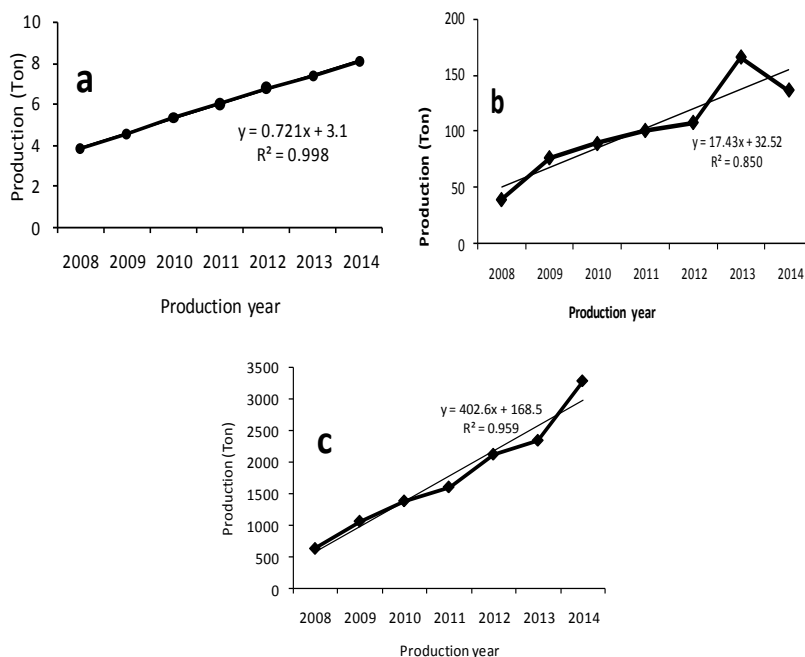 10
8
6
4
2
0
Production (Ton)
a
y = 0.721x + 3.1
R² = 0.998
2008 2009 2010 2011 2012 2013 2014
Production year
200
150
100
50
0
Production (Ton)
b
y = 17.43x + 32.52
R² = 0.850
2008 2009 2010 2011 2012 2013 2014
Production year
3500
3000
2500
2000
1500
1000
500
0
Production (Ton)
c
y = 402.6x + 168.5
R² = 0.959
2008 2009 2010 2011 2012 2013 2014
Production year